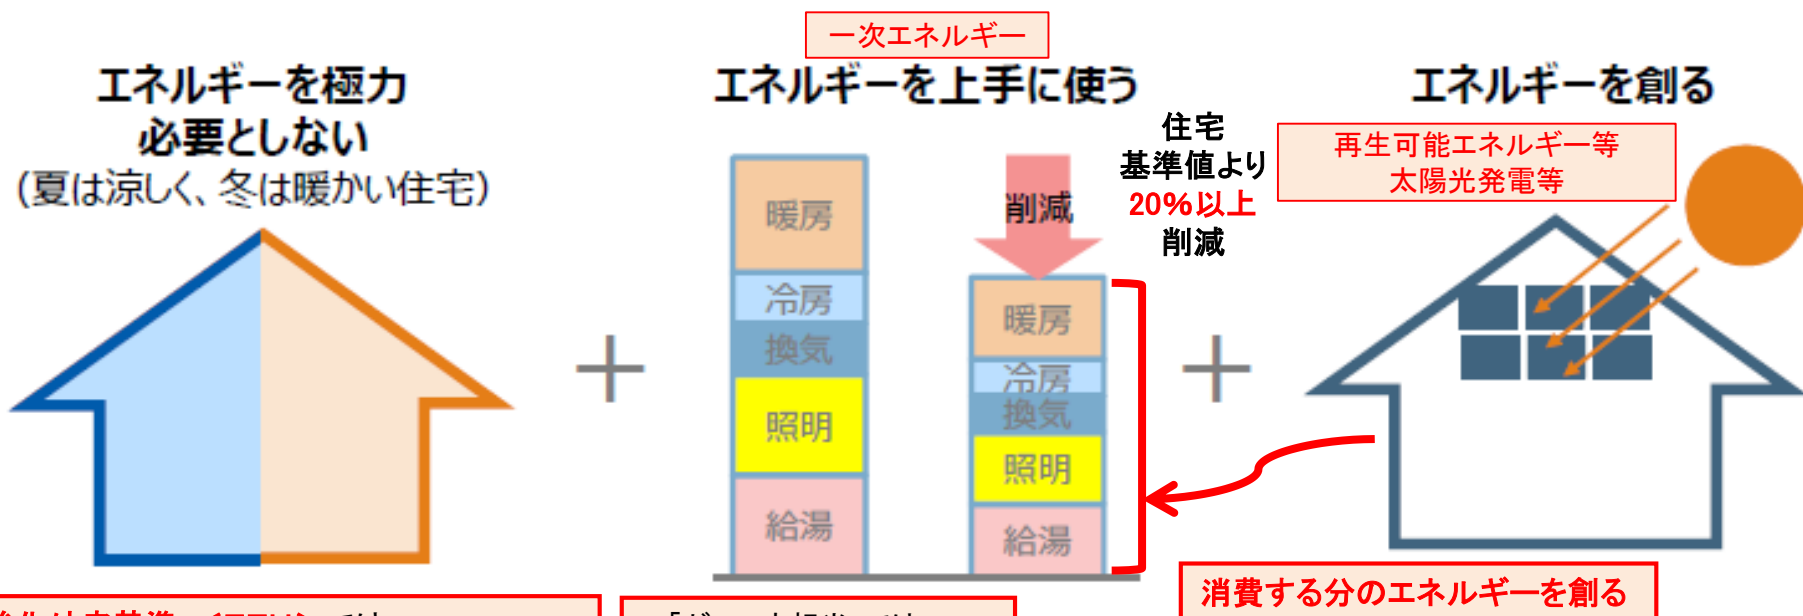 一次エネルギー
エネルギーを極力
必要としない
（夏は涼しく、冬は暖かい住宅）
エネルギーを上手に使う
エネルギーを創る
住宅
基準値より
20%以上
削減
再生可能エネルギー等
太陽光発電等
削減
暖房
冷房
換気
照明
給湯
暖房
冷房
換気
照明
給湯
消費する分のエネルギーを創る